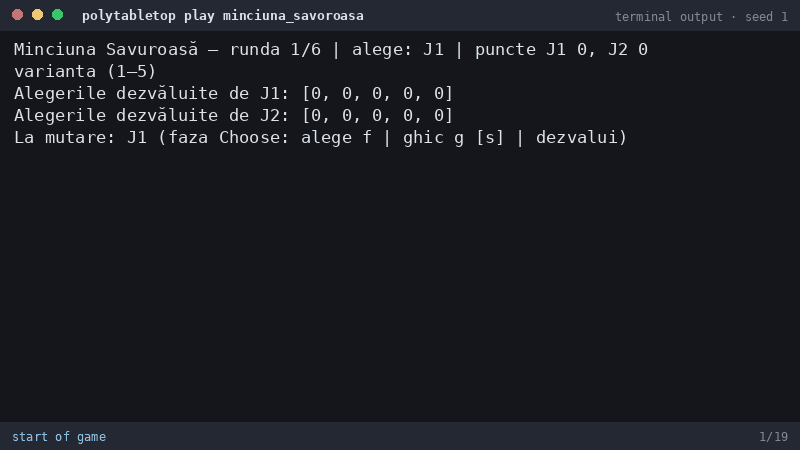 polytabletop play minciuna_savoroasa
terminal output · seed 1
Minciuna Savuroasă — runda 1/6 | alege: J1 | puncte J1 0, J2 0
varianta (1–5)
Alegerile dezvăluite de J1: [0, 0, 0, 0, 0]
Alegerile dezvăluite de J2: [0, 0, 0, 0, 0]
La mutare: J1 (faza Choose: alege f | ghic g [s] | dezvalui)
start of game
1/19